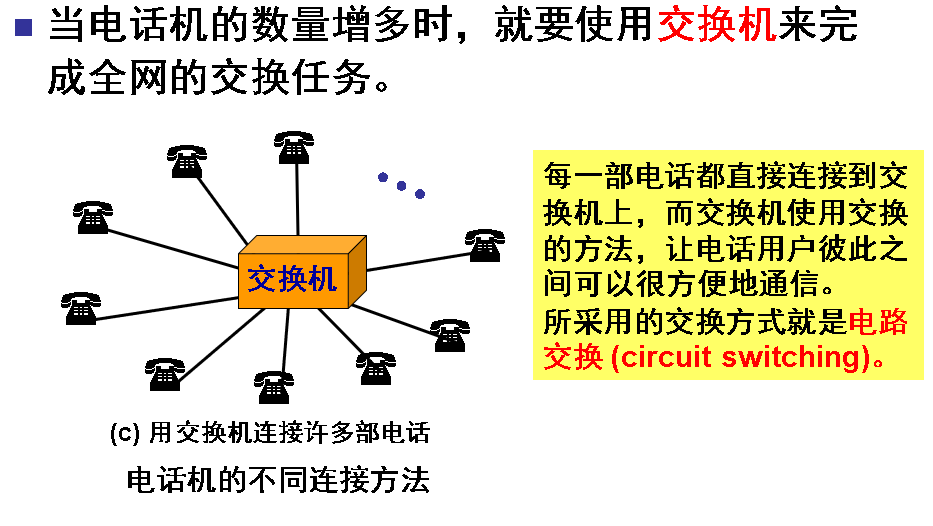 当电话机的数量增多时，就要使用交换机来完
成全网的交换任务。
每一部电话都直接连接到交
换机上，而交换机使用交换
的方法，让电话用户彼此之
间可以很方便地通信。
所采用的交换方式就是电路
交换 (circuit switching)。
交换机
(c) 用交换机连接许多部电话
电话机的不同连接方法